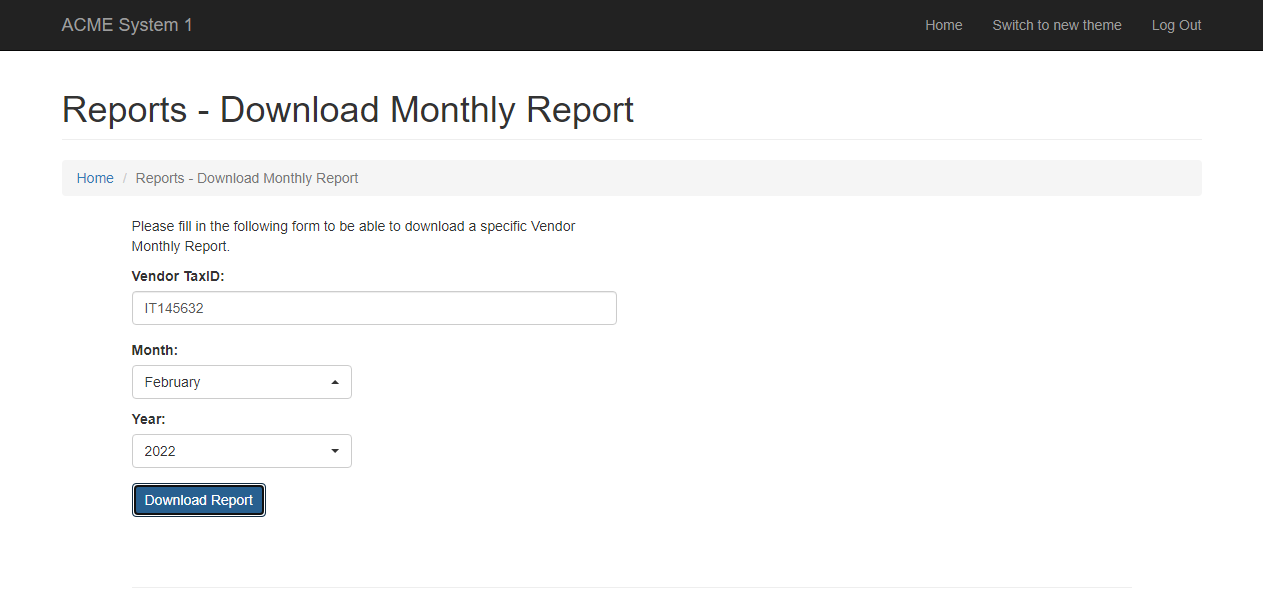 ACME System 1
Home
Switch to new theme
Log Out
Reports - Download Monthly Report
Home / Reports - Download Monthly Report
Please fill in the following form to be able to download a specific Vendor
Monthly Report.
Vendor TaxID:
IT145632
Month:
February
Year:
2022
Download Report